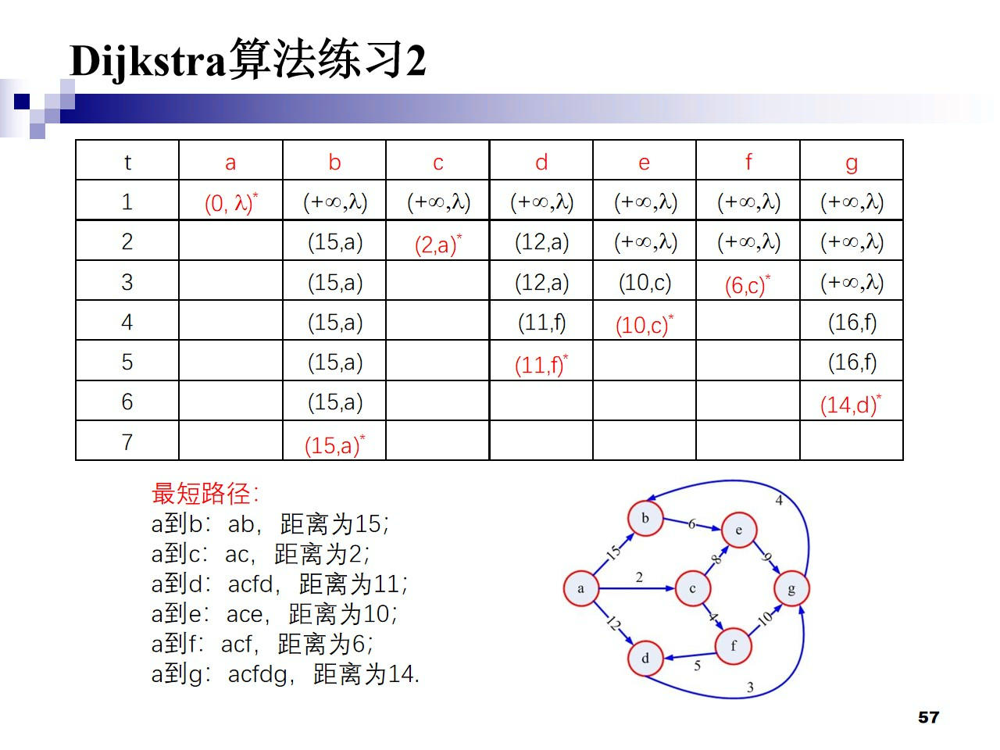 Dijkstra算法练习2
t a b c d e f g
1 (0, λ)* (+∞,λ) (+∞,λ) (+∞,λ) (+∞,λ) (+∞,λ) (+∞,λ)
2 (15,a) (2,a)* (12,a) (+∞,λ) (+∞,λ) (+∞,λ)
3 (15,a) (12,a) (10,c) (6,c)* (+∞,λ)
4 (15,a) (11,f) (10,c)* (16,f)
5 (15,a) (11,f)* (16,f)
6 (15,a) (14,d)*
7 (15,a)*
最短路径：
a到b：ab，距离为15；
a到c：ac，距离为2；
a到d：acfd，距离为11；
a到e：ace，距离为10；
a到f：acf，距离为6；
a到g：acfdg，距离为14.
4
b
6
e
15
8
9
a
2
c
g
12
4
10
d
5
f
3
57